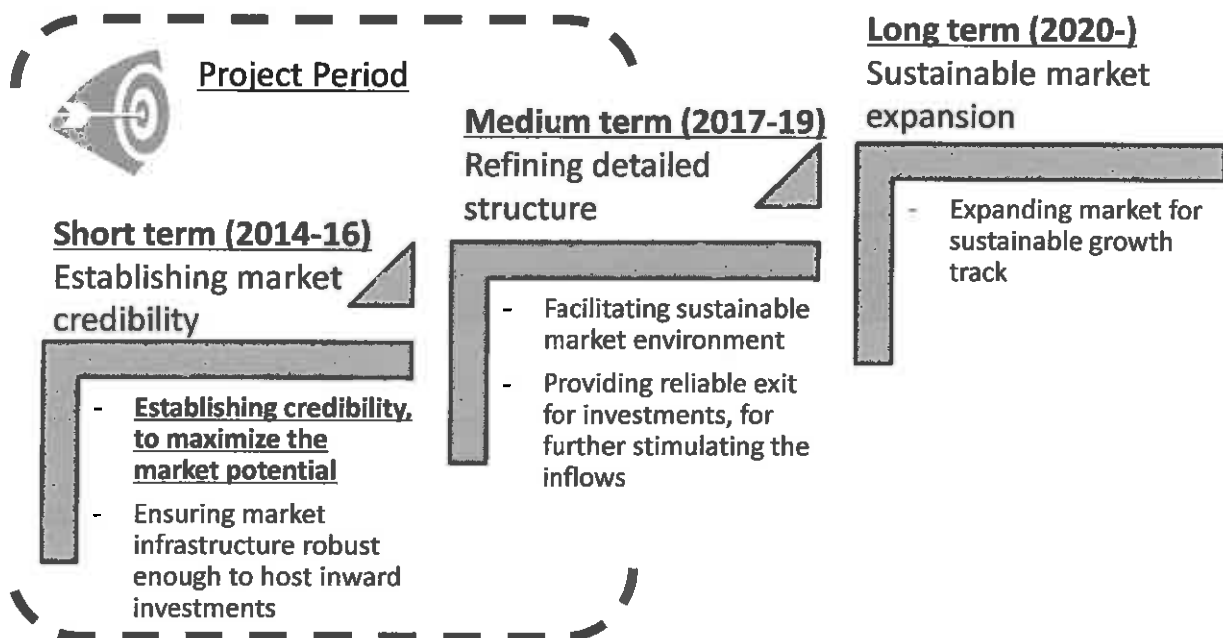 Project Period
Short term (2014-16)
Establishing market
credibility
- Establishing credibility,
to maximize the
market potential
- Ensuring market
infrastructure robust
enough to host inward
investments
Medium term (2017-19)
Refining detailed
structure
- Facilitating sustainable
market environment
- Providing reliable exit
for investments, for
further stimulating the
inflows
Long term (2020-)
Sustainable market
expansion
- Expanding market for
sustainable growth
track